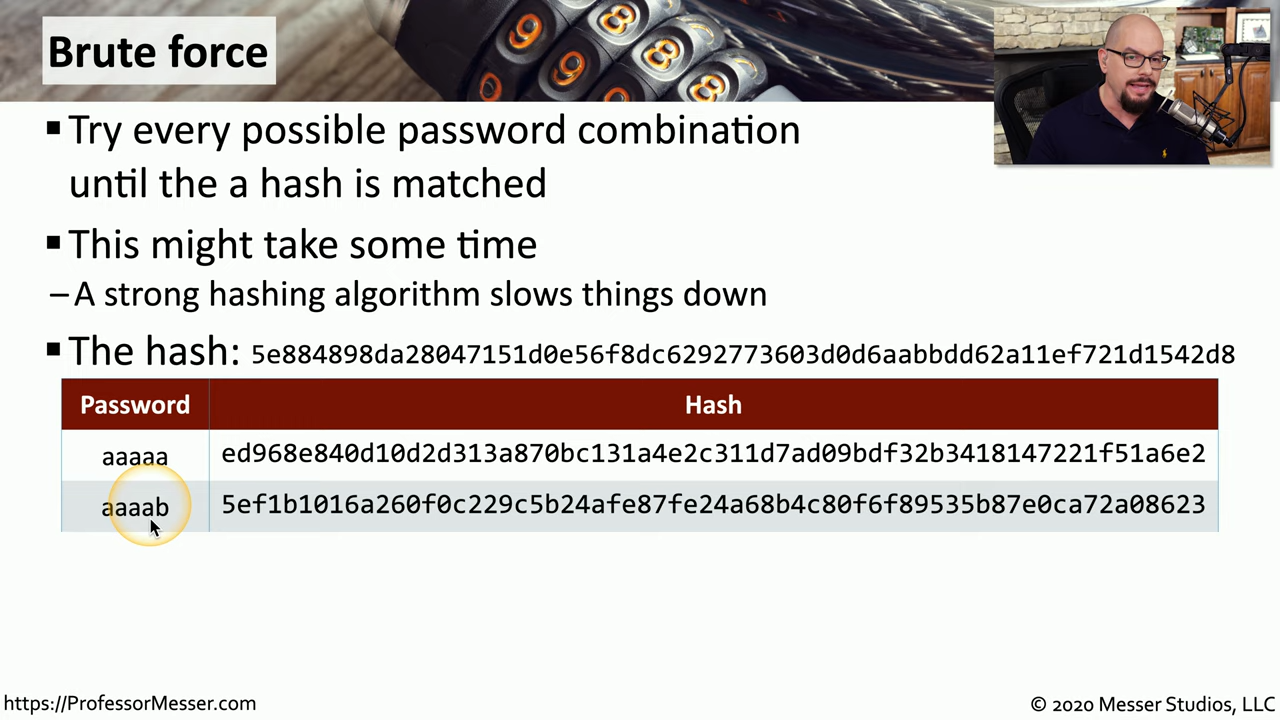 Brute force
▪ Try every possible password combination
until the a hash is matched
▪ This might take some time
– A strong hashing algorithm slows things down
▪ The hash: 5e884898da28047151d0e56f8dc6292773603d0d6aabbdd62a11ef721d1542d8
Password Hash
aaaaa ed968e840d10d2d313a870bc131a4e2c311d7ad09bdf32b3418147221f51a6e2
aaaab 5ef1b1016a260f0c229c5b24afe87fe24a68b4c80f6f89535b87e0ca72a08623
https://ProfessorMesser.com © 2020 Messer Studios, LLC